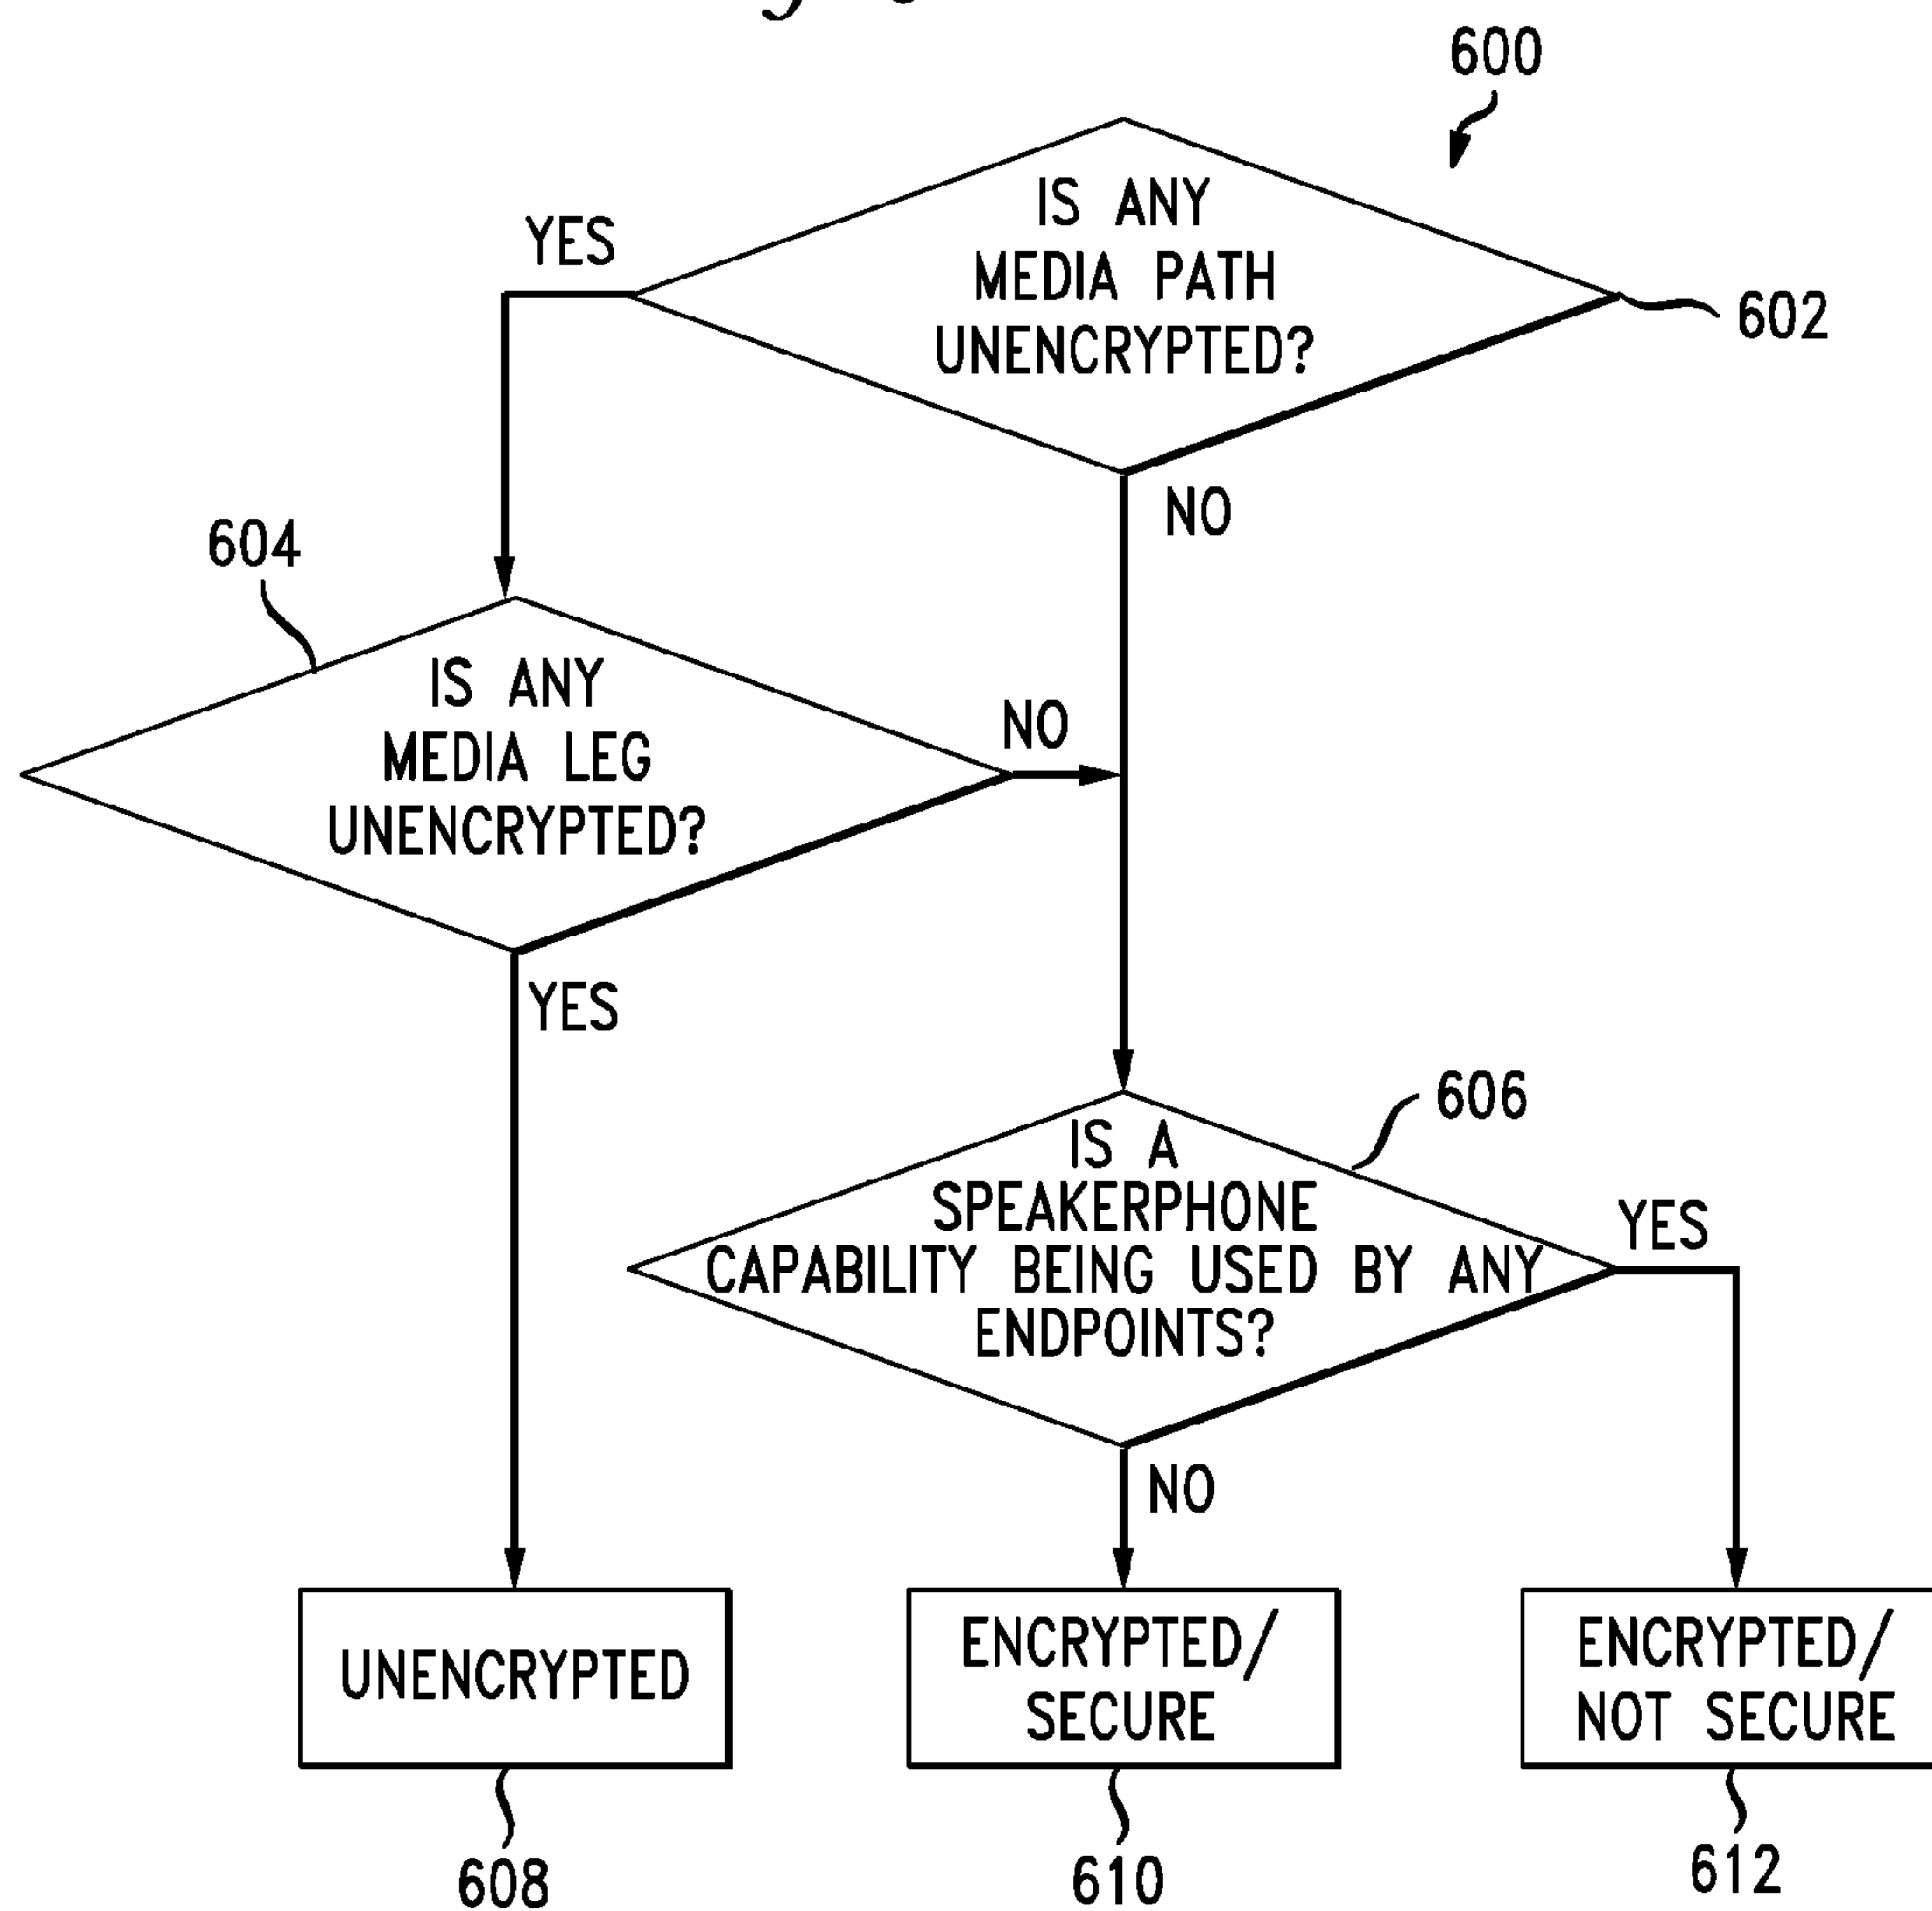 600
IS ANY
MEDIA PATH
UNENCRYPTED?
YES
602
NO
604
IS ANY
MEDIA LEG
UNENCRYPTED?
NO
YES
606
IS A
SPEAKERPHONE
CAPABILITY BEING USED BY ANY
ENDPOINTS?
YES
NO
UNENCRYPTED
ENCRYPTED/
SECURE
ENCRYPTED/
NOT SECURE
608
610
612